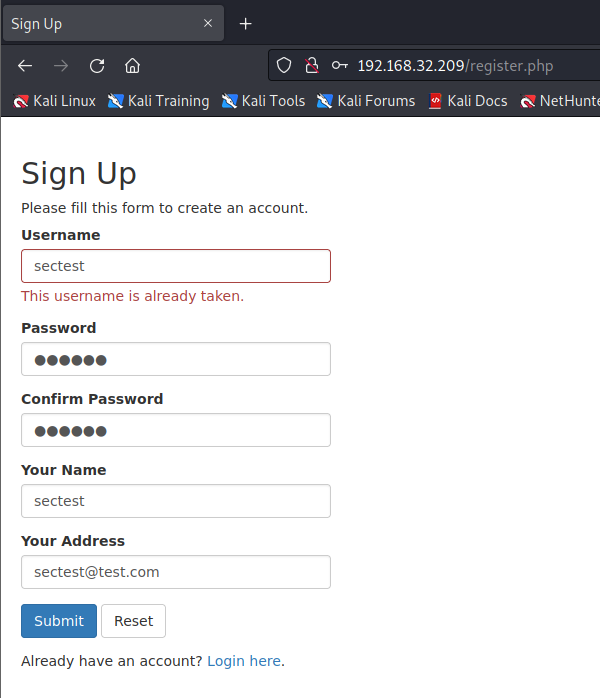 Sign Up
192.168.32.209/register.php
Kali Linux Kali Training Kali Tools Kali Forums Kali Docs NetHunte
Sign Up
Please fill this form to create an account.
Username
sectest
This username is already taken.
Password
●●●●●●
Confirm Password
●●●●●●
Your Name
sectest
Your Address
sectest@test.com
Submit Reset
Already have an account? Login here.